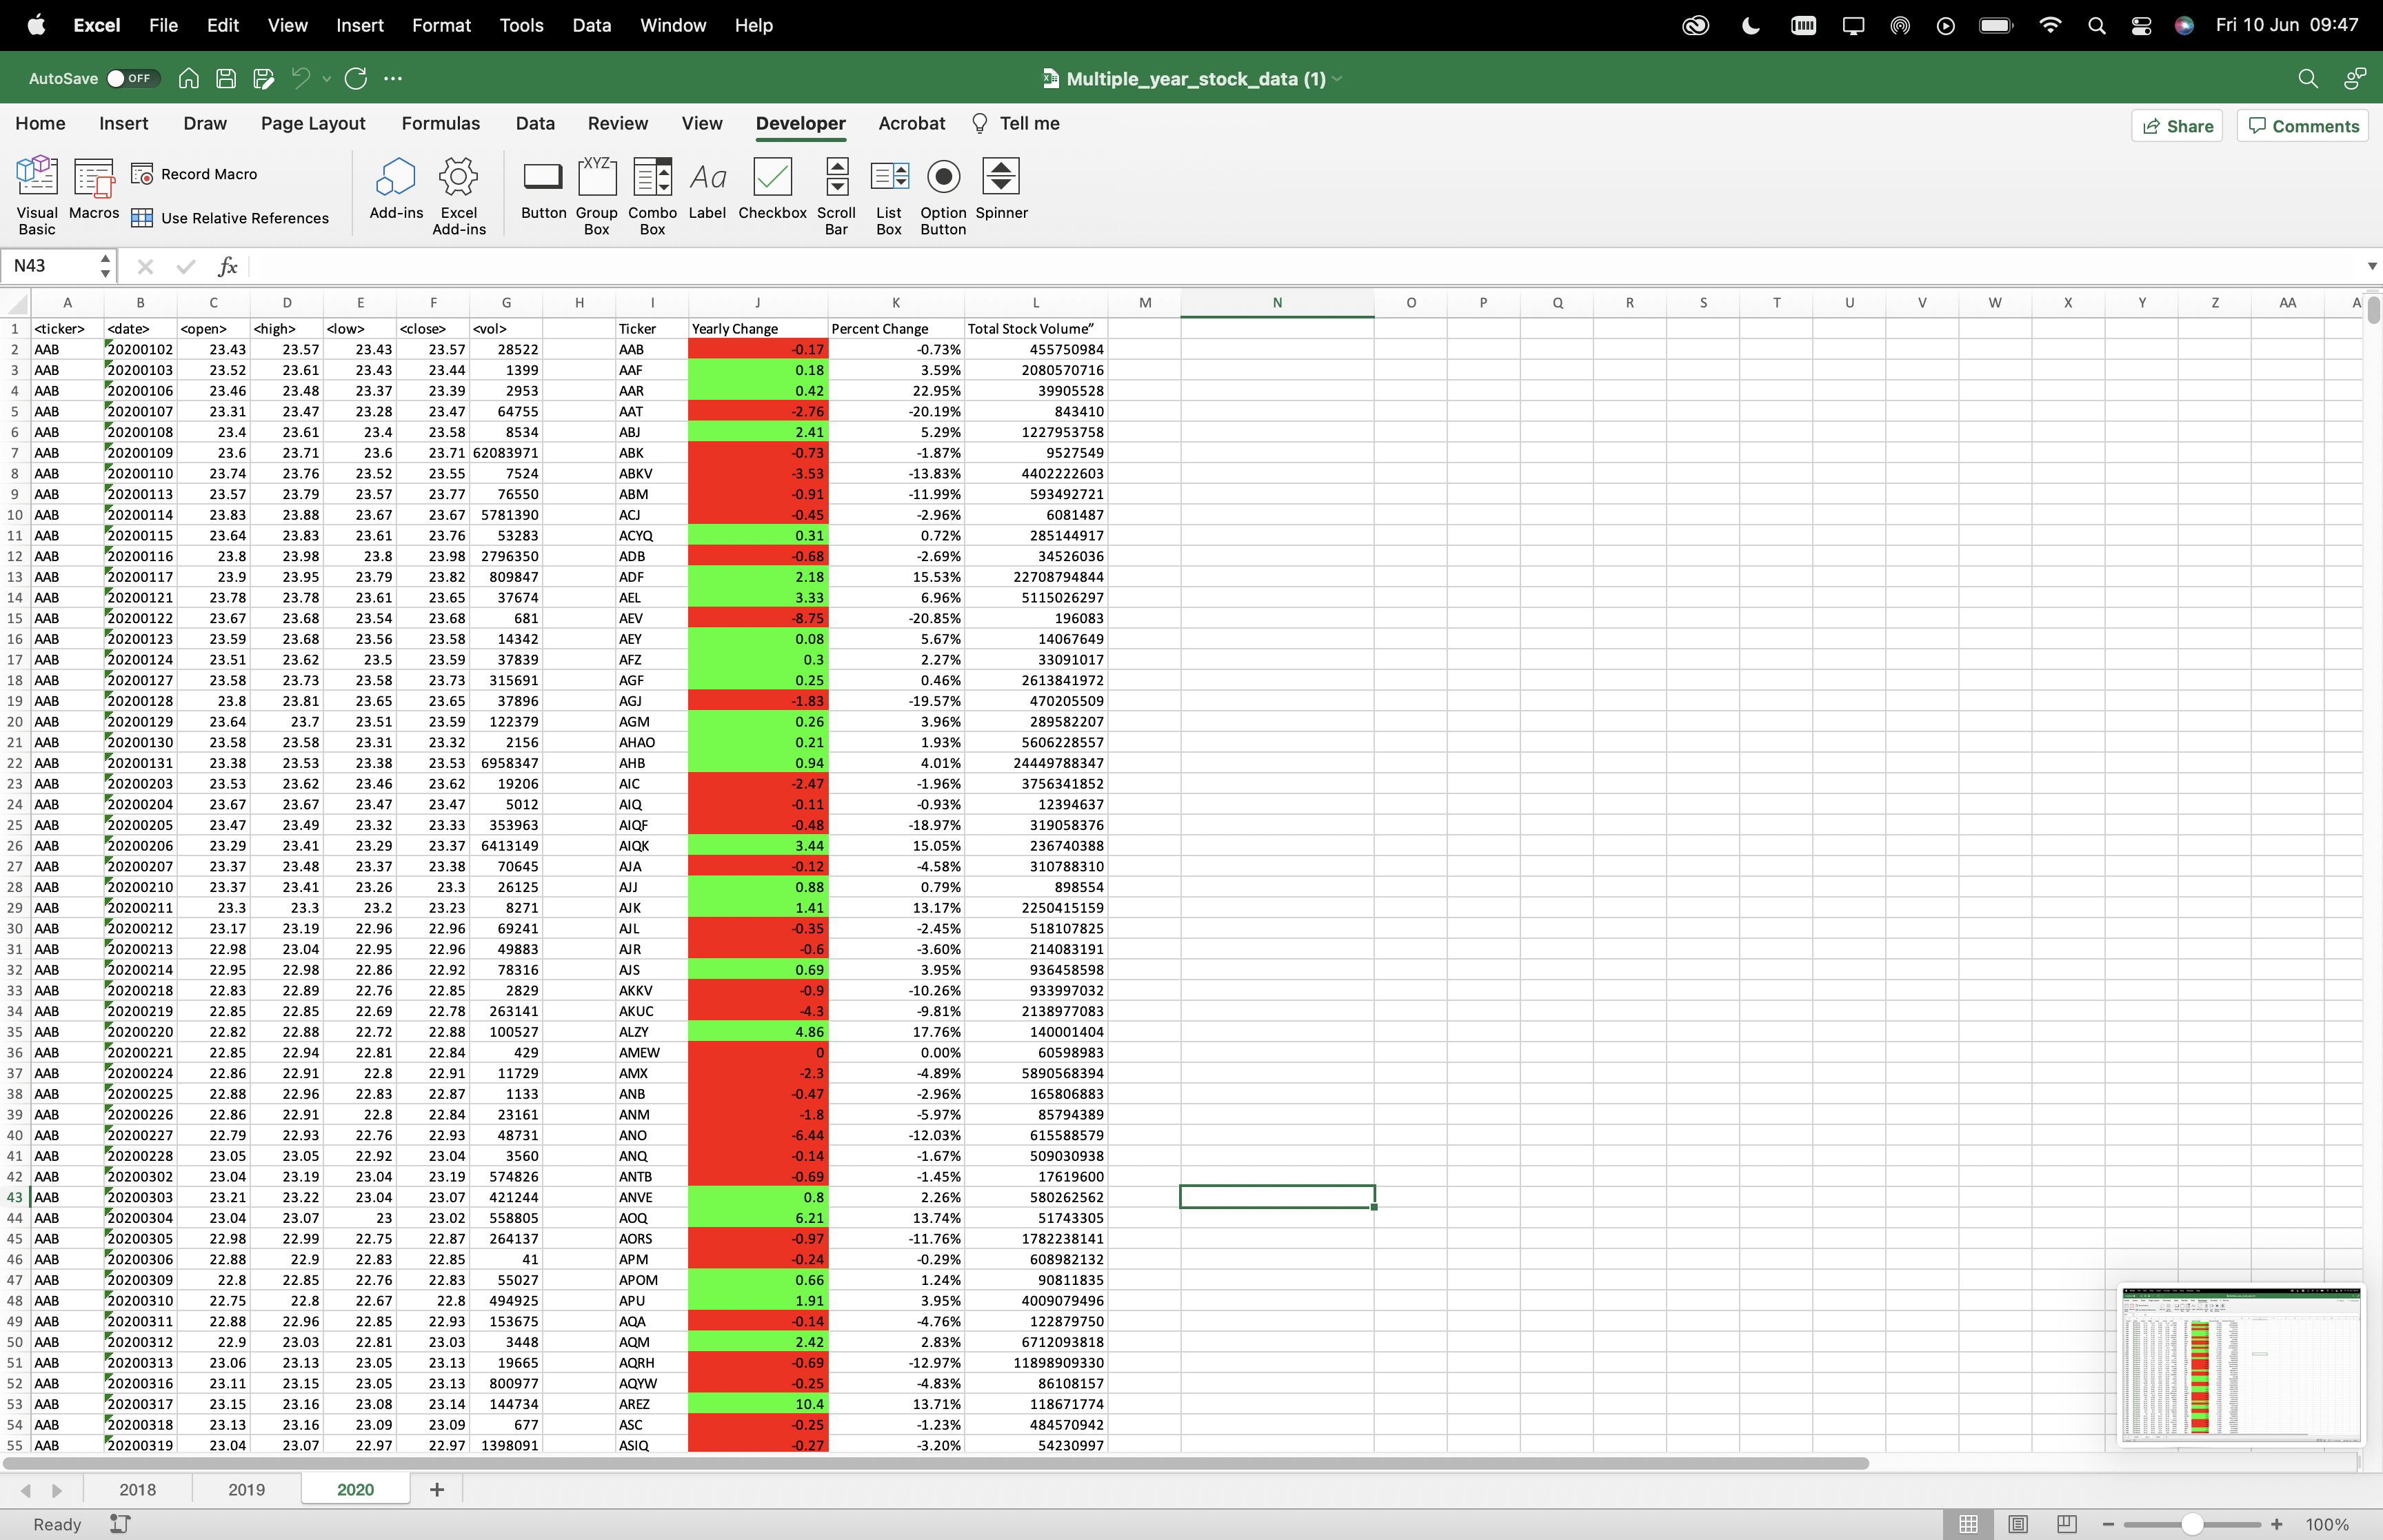 Excel File Edit View Insert Format Tools Data Window Help Fri 10 Jun 09:47
AutoSave OFF Multiple_year_stock_data (1)
Home Insert Draw Page Layout Formulas Data Review View Developer Acrobat Tell me Share Comments
Visual Basic Macros Record Macro Use Relative References Add-ins Excel Add-ins XYZ Aa Button Group Box Combo Box Label Checkbox Scroll Bar List Box Option Button Spinner
N43 fx
A B C D E F G H I J K L M N O P Q R S T U V W X Y Z AA A
1 <ticker> <date> <open> <high> <low> <close> <vol> Ticker Yearly Change Percent Change Total Stock Volume”
2 AAB 20200102 23.43 23.57 23.43 23.57 28522 AAB -0.17 -0.73% 455750984
3 AAB 20200103 23.52 23.61 23.43 23.44 1399 AAF 0.18 3.59% 2080570716
4 AAB 20200106 23.46 23.48 23.37 23.39 2953 AAR 0.42 22.95% 39905528
5 AAB 20200107 23.31 23.47 23.28 23.47 64755 AAT -2.76 -20.19% 843410
6 AAB 20200108 23.4 23.61 23.4 23.58 8534 ABJ 2.41 5.29% 1227953758
7 AAB 20200109 23.6 23.71 23.6 23.71 62083971 ABK -0.73 -1.87% 9527549
8 AAB 20200110 23.74 23.76 23.52 23.55 7524 ABKV -3.53 -13.83% 4402222603
9 AAB 20200113 23.57 23.79 23.57 23.77 76550 ABM -0.91 -11.99% 593492721
10 AAB 20200114 23.83 23.88 23.67 23.67 5781390 ACJ -0.45 -2.96% 6081487
11 AAB 20200115 23.64 23.83 23.61 23.76 53283 ACYQ 0.31 0.72% 285144917
12 AAB 20200116 23.8 23.98 23.8 23.98 2796350 ADB -0.68 -2.69% 34526036
13 AAB 20200117 23.9 23.95 23.79 23.82 809847 ADF 2.18 15.53% 22708794844
14 AAB 20200121 23.78 23.78 23.61 23.65 37674 AEL 3.33 6.96% 5115026297
15 AAB 20200122 23.67 23.68 23.54 23.68 681 AEV -8.75 -20.85% 196083
16 AAB 20200123 23.59 23.68 23.56 23.58 14342 AEY 0.08 5.67% 14067649
17 AAB 20200124 23.51 23.62 23.5 23.59 37839 AFZ 0.3 2.27% 33091017
18 AAB 20200127 23.58 23.73 23.58 23.73 315691 AGF 0.25 0.46% 2613841972
19 AAB 20200128 23.8 23.81 23.65 23.65 37896 AGJ -1.83 -19.57% 470205509
20 AAB 20200129 23.64 23.7 23.51 23.59 122379 AGM 0.26 3.96% 289582207
21 AAB 20200130 23.58 23.58 23.31 23.32 2156 AHAO 0.21 1.93% 5606228557
22 AAB 20200131 23.38 23.53 23.38 23.53 6958347 AHB 0.94 4.01% 24449788347
23 AAB 20200203 23.53 23.62 23.46 23.62 19206 AIC -2.47 -1.96% 3756341852
24 AAB 20200204 23.67 23.67 23.47 23.47 5012 AIQ -0.11 -0.93% 12394637
25 AAB 20200205 23.47 23.49 23.32 23.33 353963 AIQF -0.48 -18.97% 319058376
26 AAB 20200206 23.29 23.41 23.29 23.37 6413149 AIQK 3.44 15.05% 236740388
27 AAB 20200207 23.37 23.48 23.37 23.38 70645 AJA -0.12 -4.58% 310788310
28 AAB 20200210 23.37 23.41 23.26 23.3 26125 AJJ 0.88 0.79% 898554
29 AAB 20200211 23.3 23.3 23.2 23.23 8271 AJK 1.41 13.17% 2250415159
30 AAB 20200212 23.17 23.19 22.96 22.96 69241 AJL -0.35 -2.45% 518107825
31 AAB 20200213 22.98 23.04 22.95 22.96 49883 AJR -0.6 -3.60% 214083191
32 AAB 20200214 22.95 22.98 22.86 22.92 78316 AJS 0.69 3.95% 936458598
33 AAB 20200218 22.83 22.89 22.76 22.85 2829 AKKV -0.9 -10.26% 933997032
34 AAB 20200219 22.85 22.85 22.69 22.78 263141 AKUC -4.3 -9.81% 2138977083
35 AAB 20200220 22.82 22.88 22.72 22.88 100527 ALZY 4.86 17.76% 140001404
36 AAB 20200221 22.85 22.94 22.81 22.84 429 AMEW 0 0.00% 60598983
37 AAB 20200224 22.86 22.91 22.8 22.91 11729 AMX -2.3 -4.89% 5890568394
38 AAB 20200225 22.88 22.96 22.83 22.87 1133 ANB -0.47 -2.96% 165806883
39 AAB 20200226 22.86 22.91 22.8 22.84 23161 ANM -1.8 -5.97% 85794389
40 AAB 20200227 22.79 22.93 22.76 22.93 48731 ANO -6.44 -12.03% 615588579
41 AAB 20200228 23.05 23.05 22.92 23.04 3560 ANQ -0.14 -1.67% 509030938
42 AAB 20200302 23.04 23.19 23.04 23.19 574826 ANTB -0.69 -1.45% 17619600
43 AAB 20200303 23.21 23.22 23.04 23.07 421244 ANVE 0.8 2.26% 580262562
44 AAB 20200304 23.04 23.07 23 23.02 558805 AOQ 6.21 13.74% 51743305
45 AAB 20200305 22.98 22.99 22.75 22.87 264137 AORS -0.97 -11.76% 1782238141
46 AAB 20200306 22.88 22.9 22.83 22.85 41 APM -0.24 -0.29% 608982132
47 AAB 20200309 22.8 22.85 22.76 22.83 55027 APOM 0.66 1.24% 90811835
48 AAB 20200310 22.75 22.8 22.67 22.8 494925 APU 1.91 3.95% 4009079496
49 AAB 20200311 22.88 22.96 22.85 22.93 153675 AQA -0.14 -4.76% 122879750
50 AAB 20200312 22.9 23.03 22.81 23.03 3448 AQM 2.42 2.83% 6712093818
51 AAB 20200313 23.06 23.13 23.05 23.13 19665 AQRH -0.69 -12.97% 11898909330
52 AAB 20200316 23.11 23.15 23.05 23.13 800977 AQYW -0.25 -4.83% 86108157
53 AAB 20200317 23.15 23.16 23.08 23.14 144734 AREZ 10.4 13.71% 118671774
54 AAB 20200318 23.13 23.16 23.09 23.09 677 ASC -0.25 -1.23% 484570942
55 AAB 20200319 23.04 23.07 22.97 22.97 1398091 ASIQ -0.27 -3.20% 54230997
2018 2019 2020 +
Ready 100%